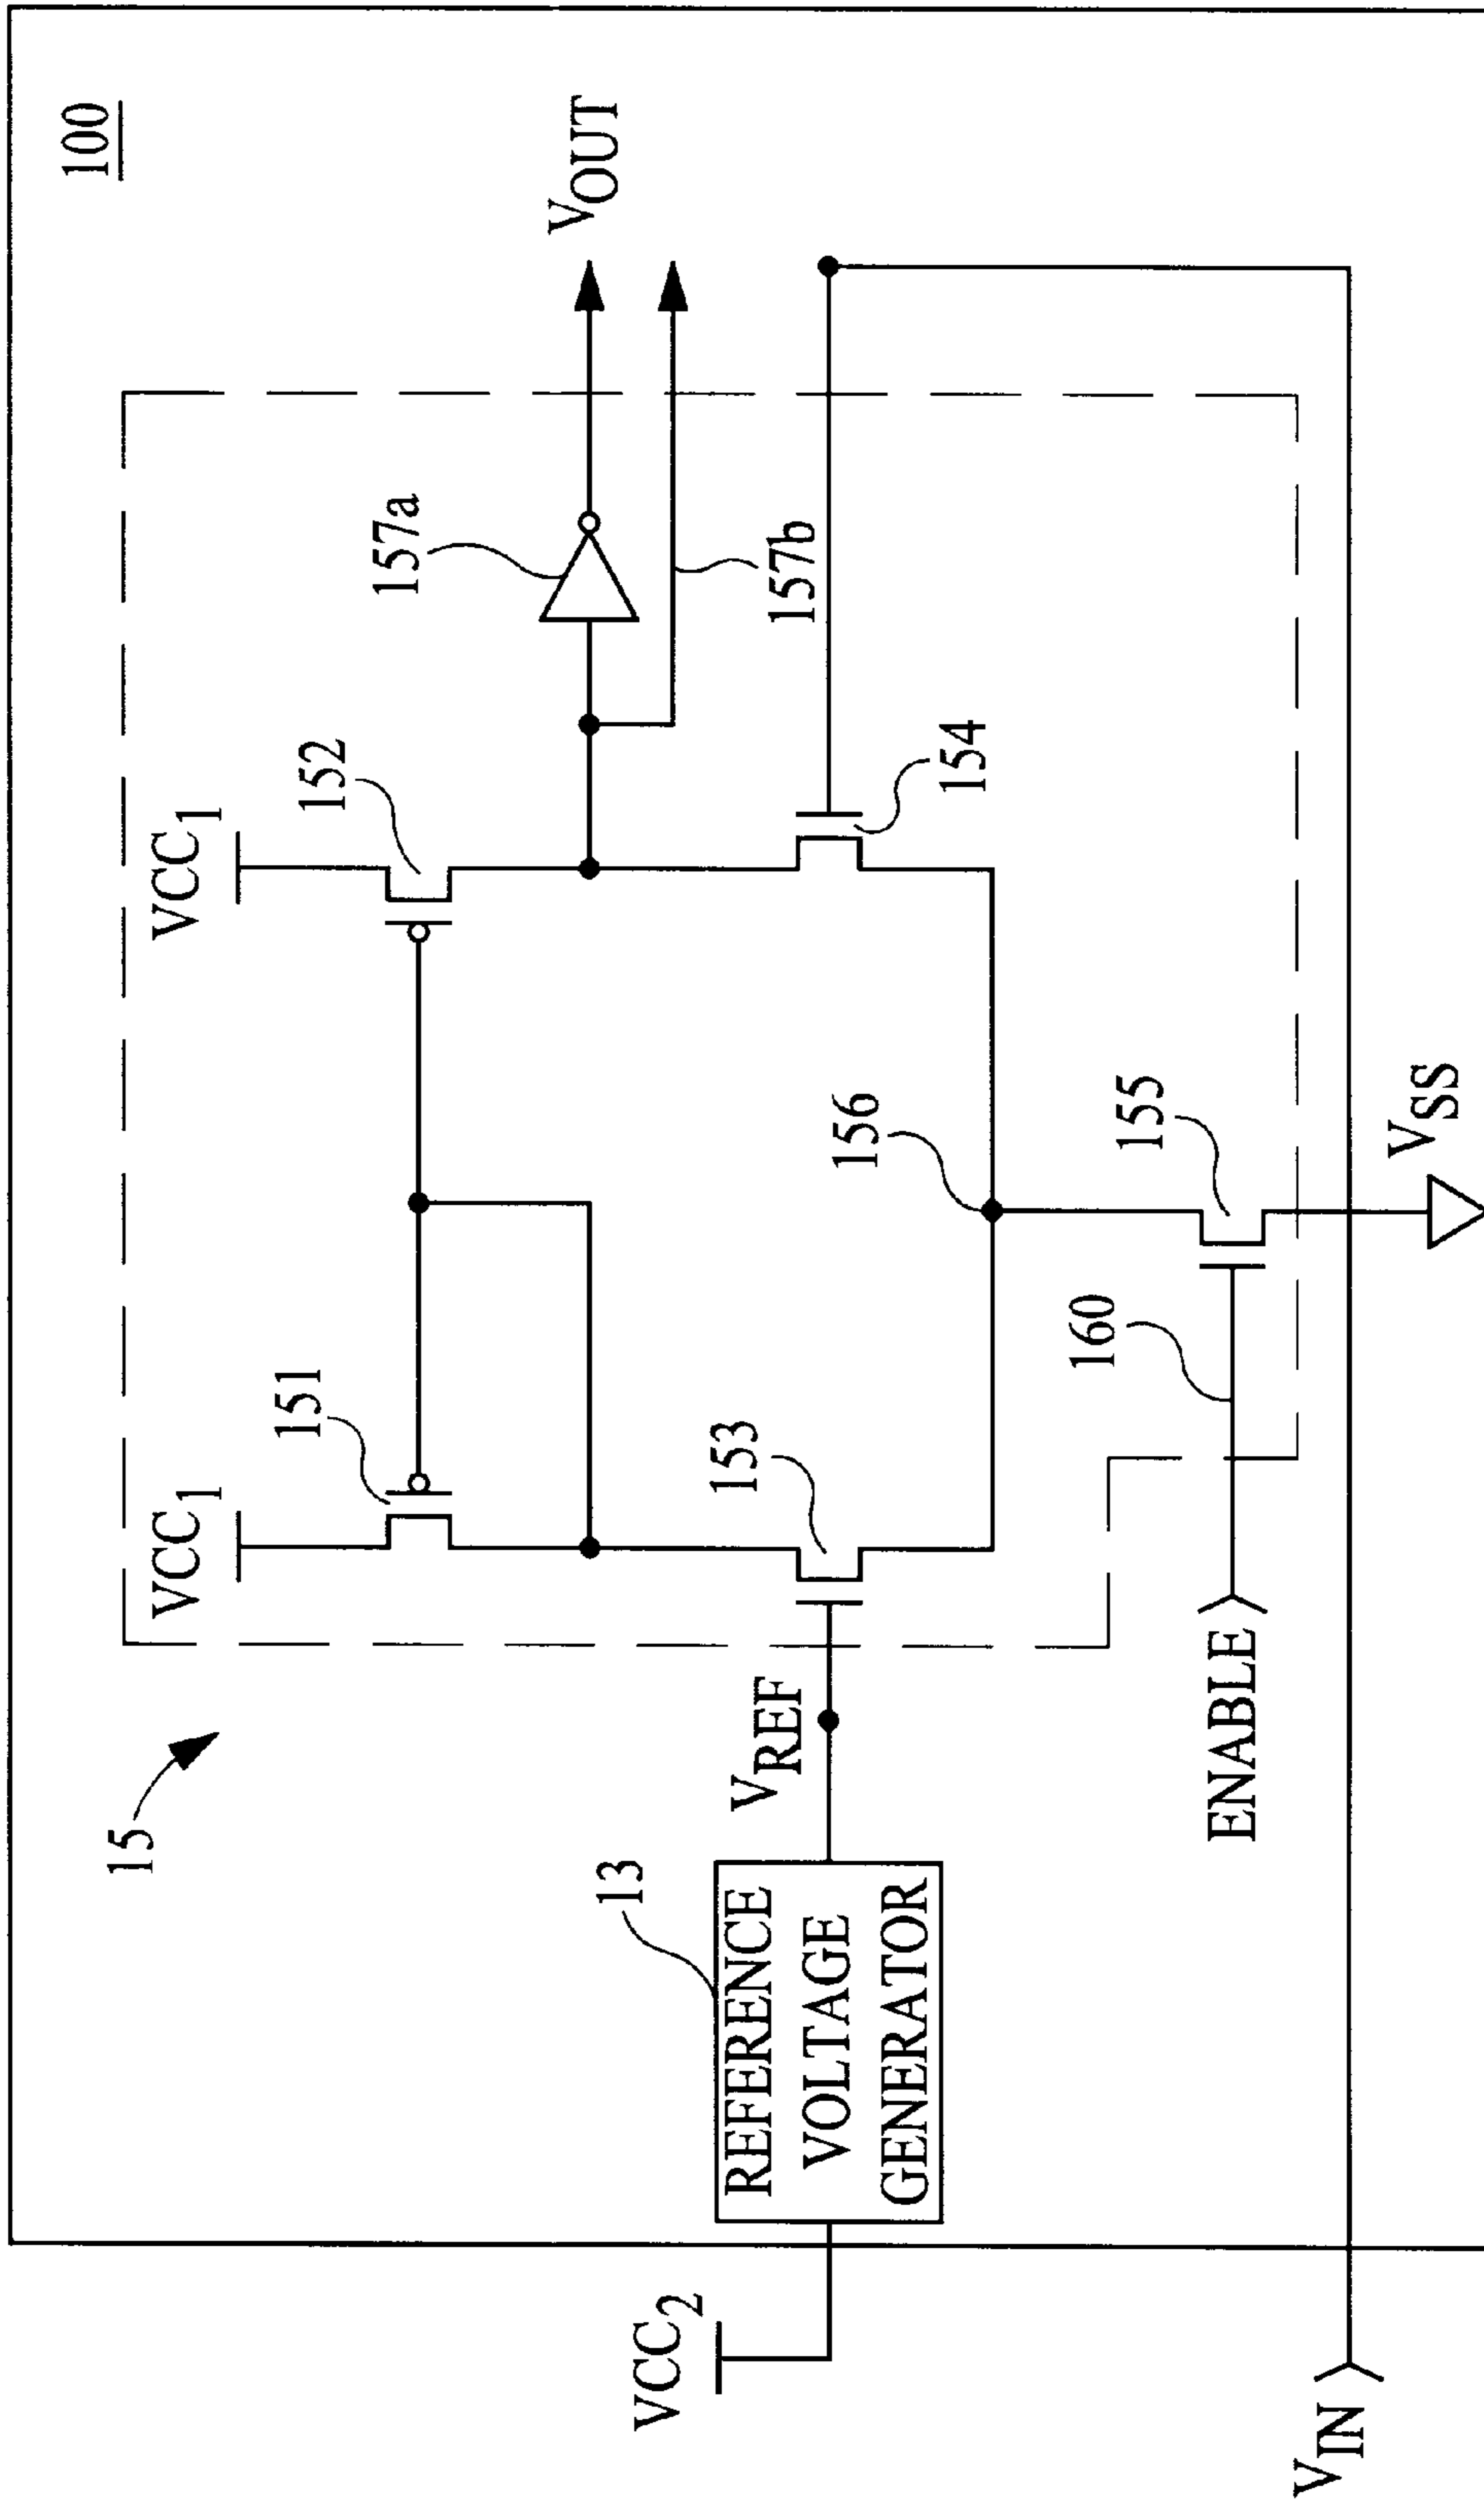 100
15
VCC1
VCC1
151
152
157a
VOUT
13
VREF
153
156
154
157b
REFERENCE
VOLTAGE
GENERATOR
VCC2
160
155
ENABLE
VSS
VIN